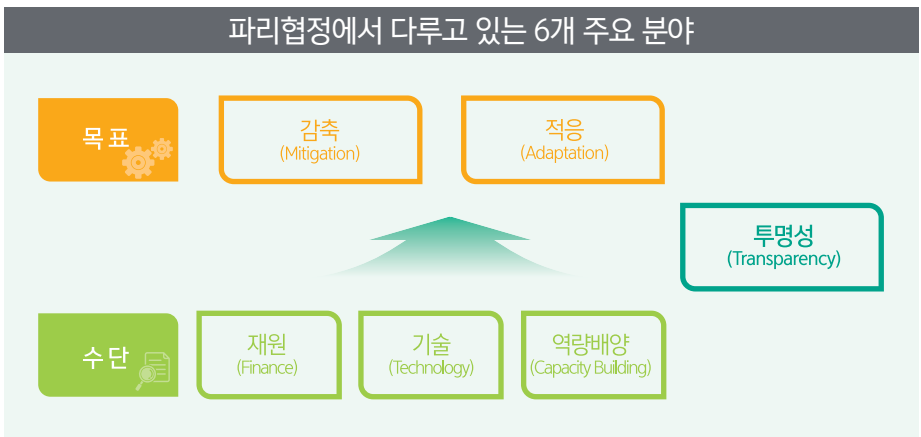 파리협정에서 다루고 있는 6개 주요 분야
목표
감축
(Mitigation)
적응
(Adaptation)
투명성
(Transparency)
수단
재원
(Finance)
기술
(Technology)
역량배양
(Capacity Building)